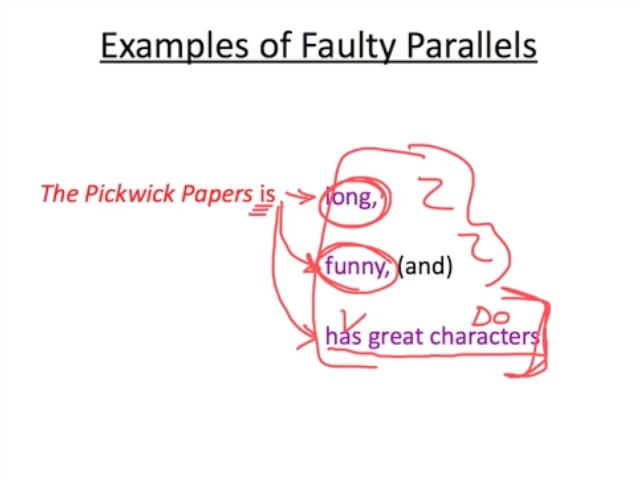 Examples of Faulty Parallels
The Pickwick Papers is long,
funny, (and)
V DO
has great characters